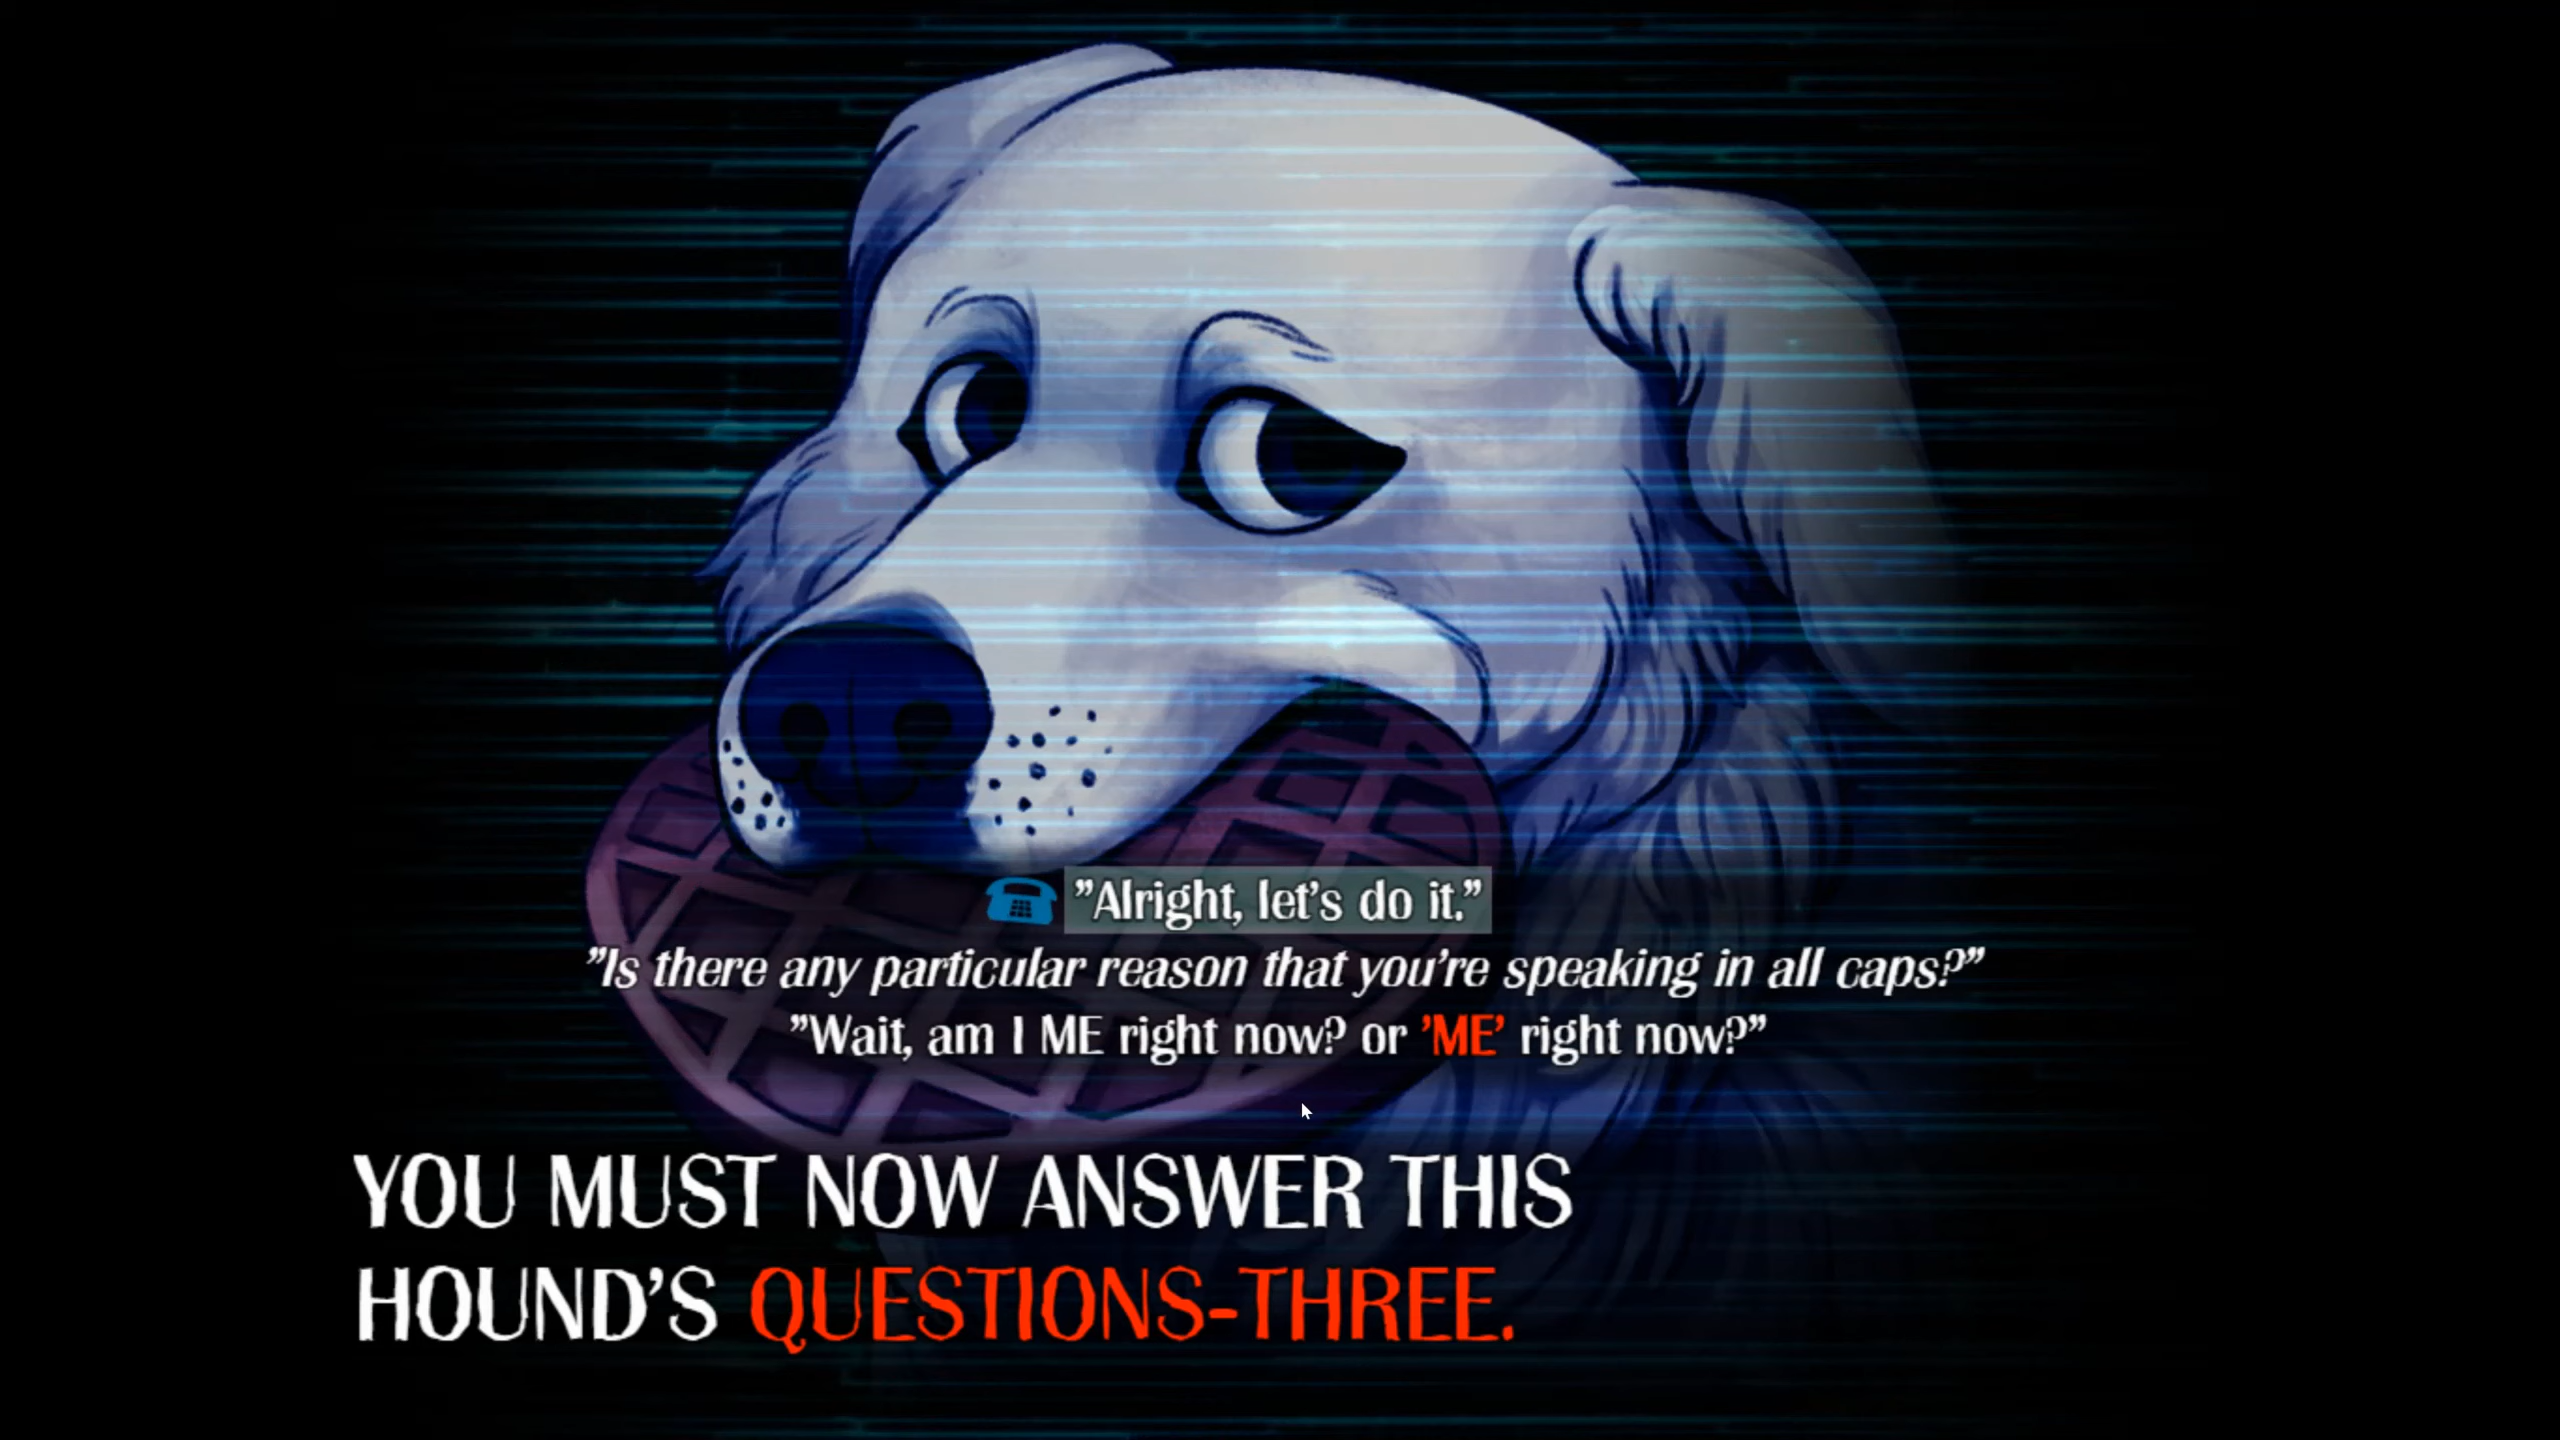 ”Alright, let’s do it.”
”Is there any particular reason that you’re speaking in all caps?”
”Wait, am I ME right now? or ’ME’ right now?”
YOU MUST NOW ANSWER THIS
HOUND’S QUESTIONS-THREE.